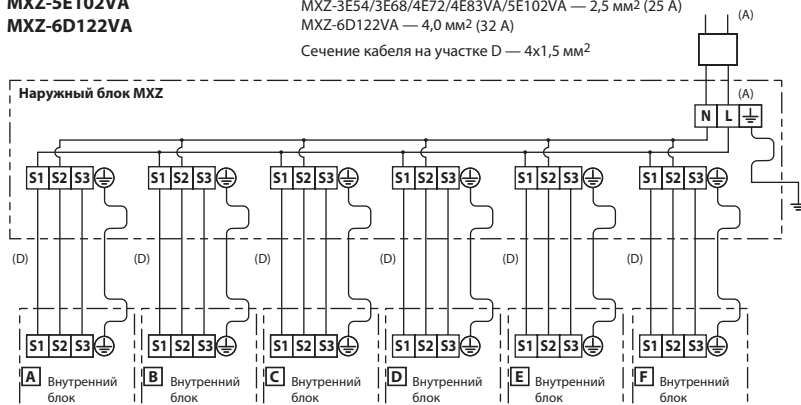 MXZ-5E102VA
MXZ-6D122VA
MXZ-3E54/3E68/4E72/4E83VA/5E102VA — 2,5 мм2 (25 А)
MXZ-6D122VA — 4,0 мм2 (32 А)
Сечение кабеля на участке D — 4x1,5 мм2
(A)
Наружный блок MXZ
(A)
N L
S1 S2 S3 S1 S2 S3 S1 S2 S3 S1 S2 S3 S1 S2 S3 S1 S2 S3
(D) (D) (D) (D) (D) (D)
S1 S2 S3 S1 S2 S3 S1 S2 S3 S1 S2 S3 S1 S2 S3 S1 S2 S3
A Внутренний блок
B Внутренний блок
C Внутренний блок
D Внутренний блок
E Внутренний блок
F Внутренний блок